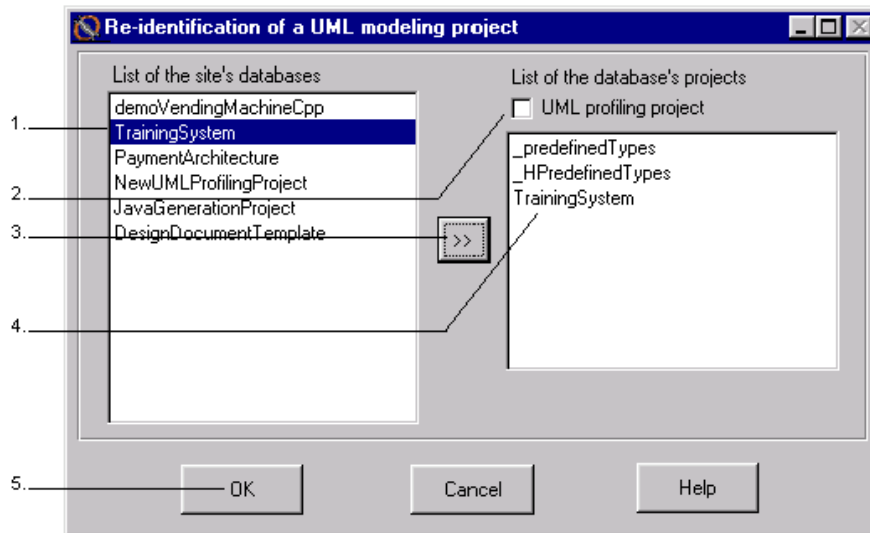 Re-identification of a UML modeling project
List of the site's databases
demoVendingMachineCpp
1.
TrainingSystem
PaymentArchitecture
2.
NewUMLProfilingProject
JavaGenerationProject
3.
DesignDocumentTemplate
4.
>>
List of the database's projects
UML profiling project
_predefinedTypes
_HPredefinedTypes
TrainingSystem
5.
OK
Cancel
Help